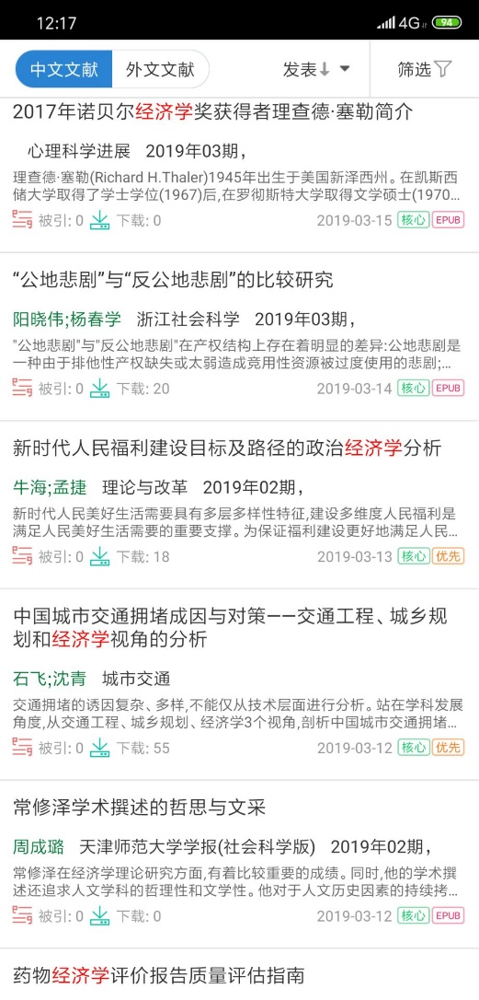 12:17 4G 94
中文文献 外文文献 发表 筛选
2017年诺贝尔经济学奖获得者理查德·塞勒简介
心理科学进展 2019年03期，
理查德·塞勒(Richard H.Thaler)1945年出生于美国新泽西州。在凯斯西
储大学取得了学士学位(1967)后,在罗彻斯特大学取得文学硕士(1970...
被引: 0 下载: 0 2019-03-15 核心 EPUB
“公地悲剧”与“反公地悲剧”的比较研究
阳晓伟;杨春学 浙江社会科学 2019年03期，
"公地悲剧"与"反公地悲剧"在产权结构上存在着明显的差异:公地悲剧是
一种由于排他性产权缺失或太弱造成竞用性资源被过度使用的悲剧;...
被引: 0 下载: 20 2019-03-14 核心 EPUB
新时代人民福利建设目标及路径的政治经济学分析
牛海;孟捷 理论与改革 2019年02期，
新时代人民美好生活需要具有多层多样性特征,建设多维度人民福利是
满足人民美好生活需要的重要支撑。为保证福利建设更好地满足人民...
被引: 0 下载: 18 2019-03-13 核心 优先
中国城市交通拥堵成因与对策——交通工程、城乡规
划和经济学视角的分析
石飞;沈青 城市交通
交通拥堵的诱因复杂、多样,不能仅从技术层面进行分析。站在学科发展
角度,从交通工程、城乡规划、经济学3个视角,剖析中国城市交通拥堵...
被引: 0 下载: 55 2019-03-12 核心 优先
常修泽学术撰述的哲思与文采
周成璐 天津师范大学学报(社会科学版) 2019年02期，
常修泽在经济学理论研究方面,有着比较重要的成绩。同时,他的学术撰
述还追求人文学科的哲理性和文学性。他对于人文历史因素的持续拷...
被引: 0 下载: 0 2019-03-12 核心 EPUB
药物经济学评价报告质量评估指南